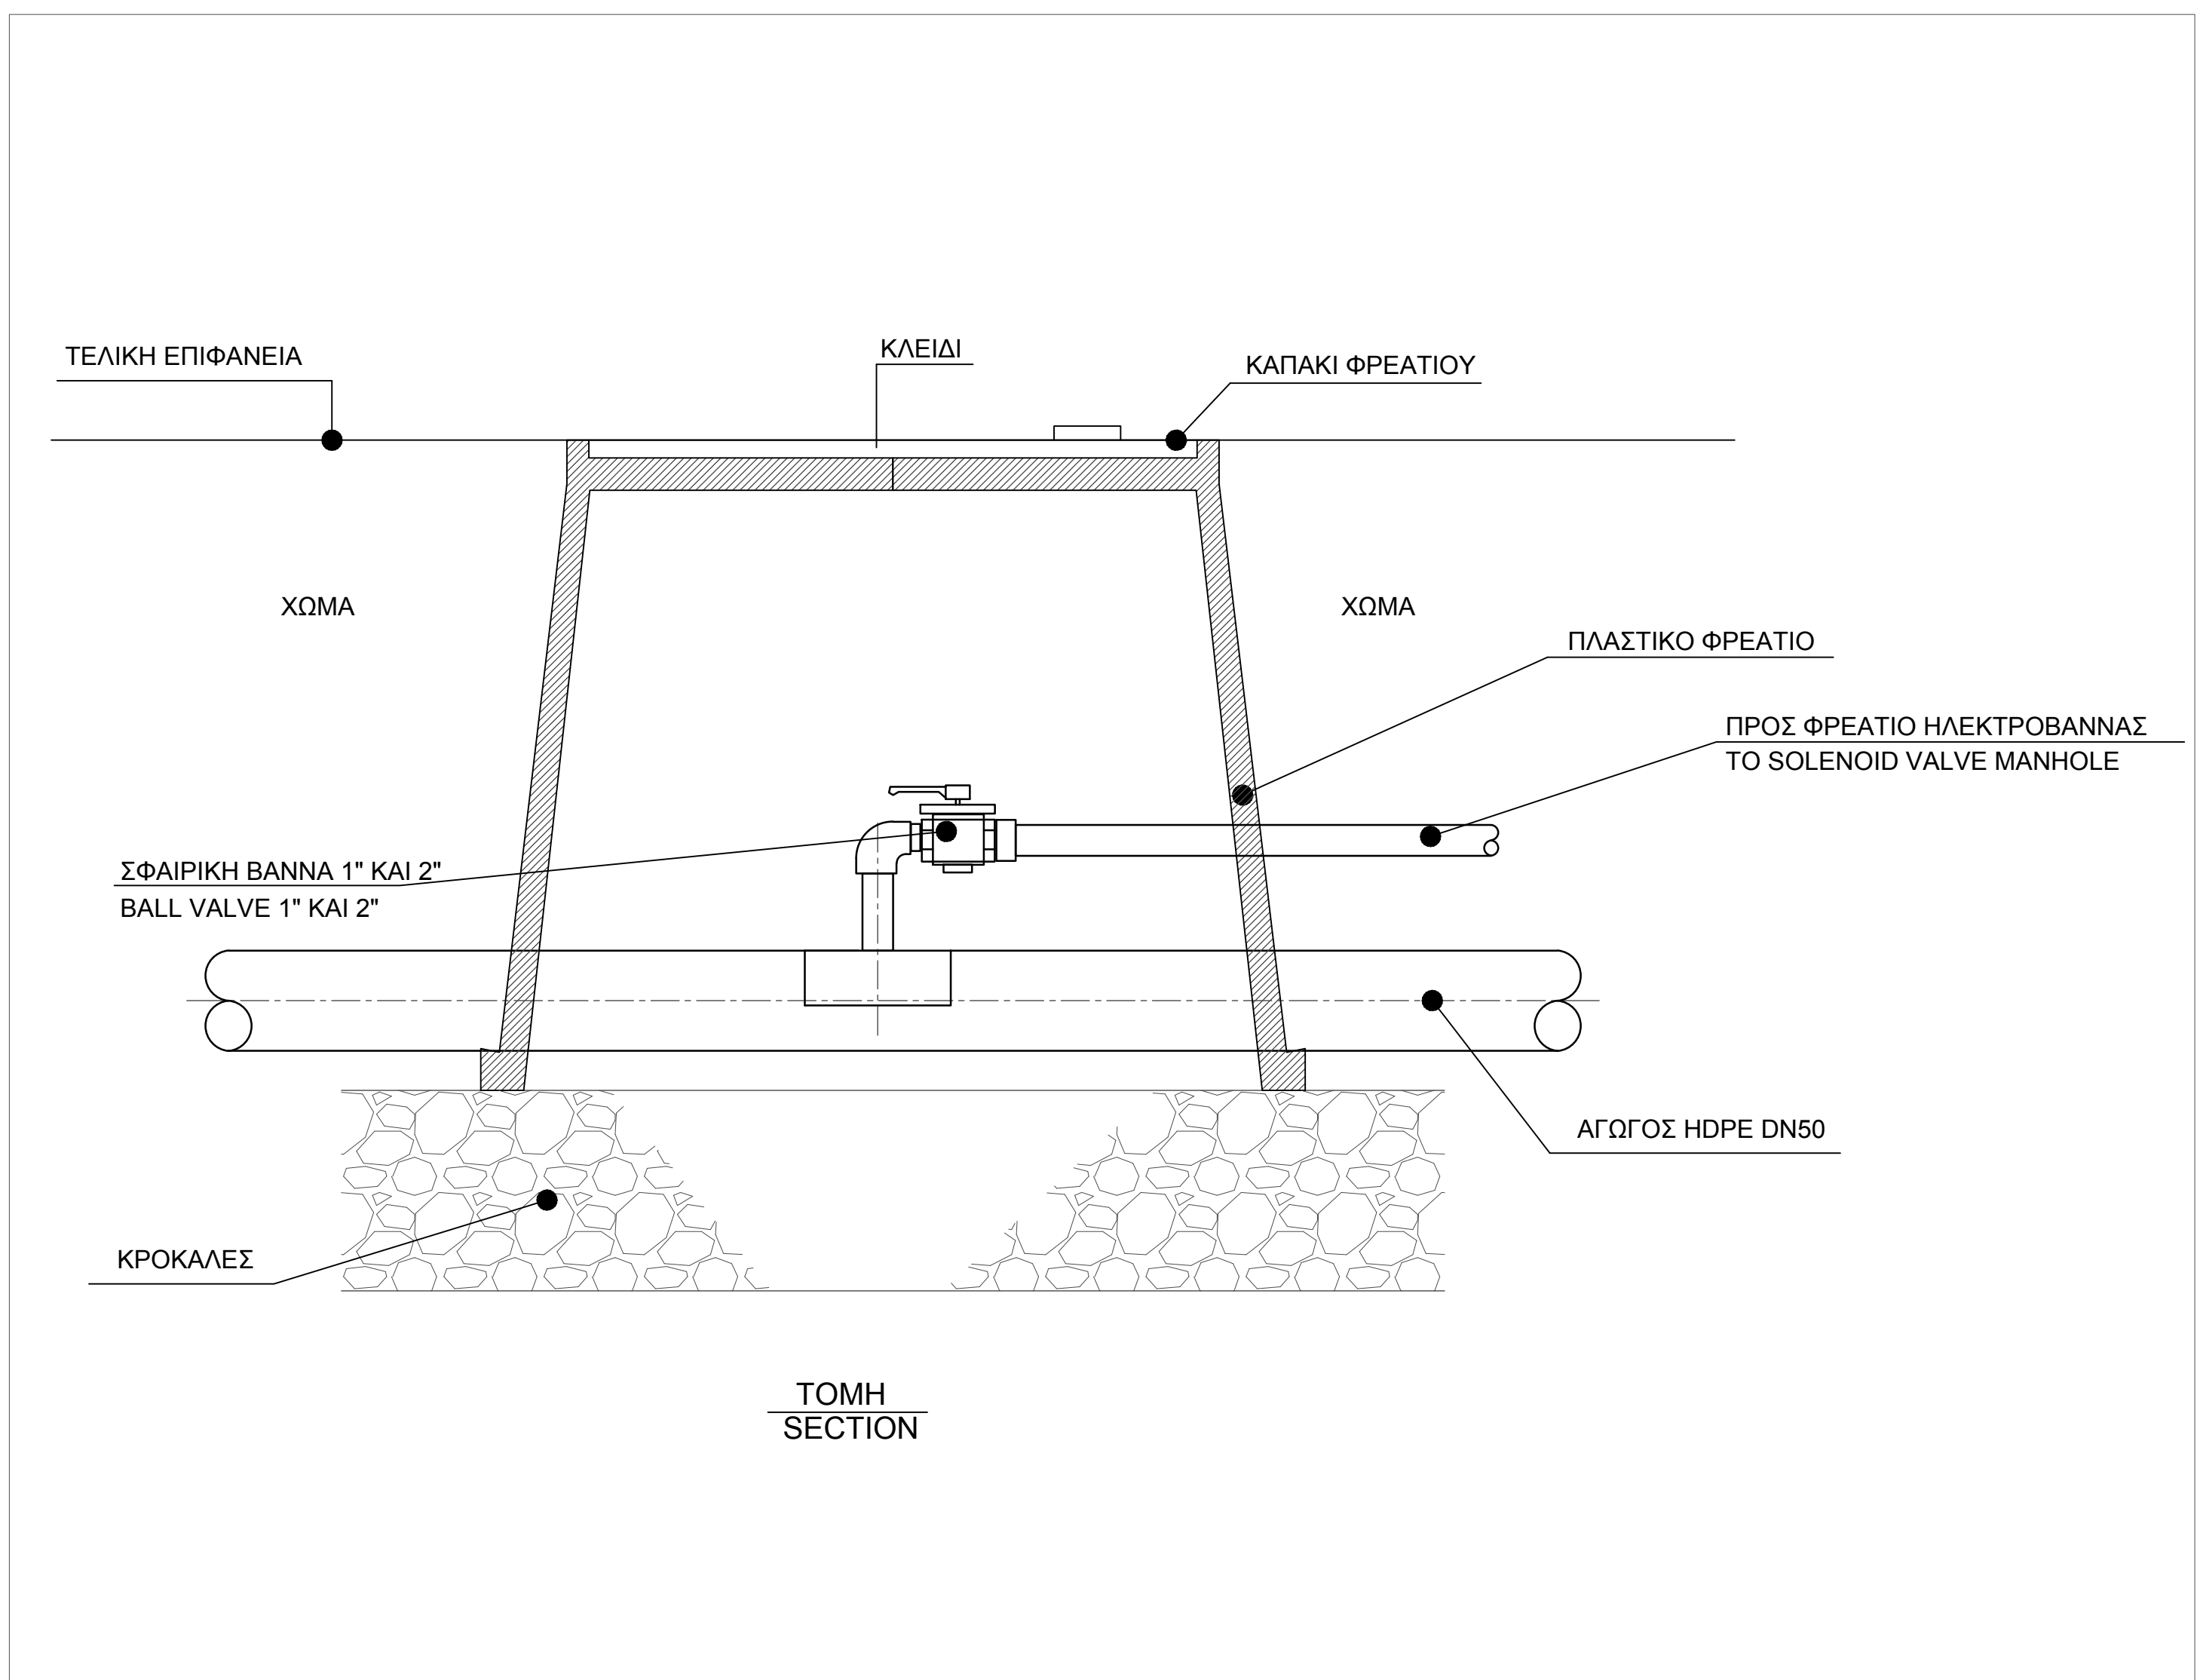 ΤΕΛΙΚΗ ΕΠΙΦΑΝΕΙΑ
ΚΛΕΙΔΙ
ΚΑΠΑΚΙ ΦΡΕΑΤΙΟΥ
ΧΩΜΑ
ΧΩΜΑ
ΠΛΑΣΤΙΚΟ ΦΡΕΑΤΙΟ
ΠΡΟΣ ΦΡΕΑΤΙΟ ΗΛΕΚΤΡΟΒΑΝΝΑΣ
TO SOLENOID VALVE MANHOLE
ΣΦΑΙΡΙΚΗ ΒΑΝΝΑ 1" ΚΑΙ 2"
BALL VALVE 1" ΚΑΙ 2"
ΑΓΩΓΟΣ HDPE DN50
ΚΡΟΚΑΛΕΣ
ΤΟΜΗ
SECTION